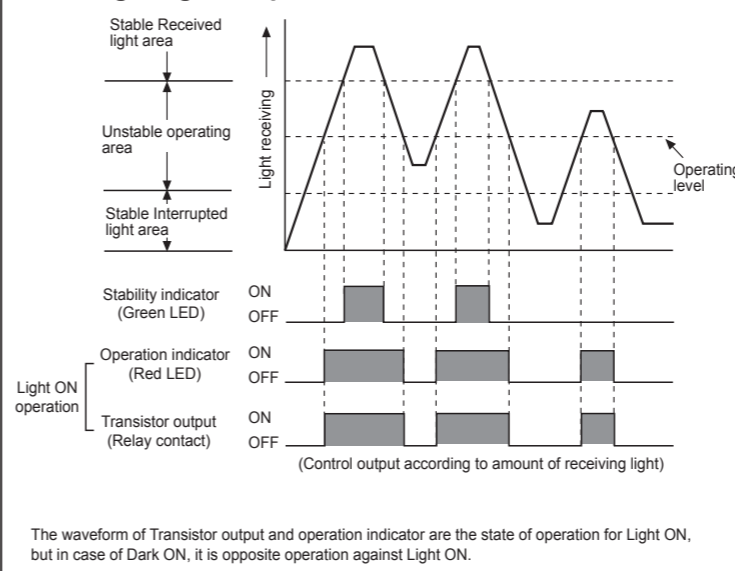 Stable Received
light area
Unstable operating
area
Stable Interrupted
light area
Light receiving
Operating
level
Stability indicator
(Green LED)
ON
OFF
Light ON
operation
Operation indicator
(Red LED)
ON
OFF
Transistor output
(Relay contact)
ON
OFF
(Control output according to amount of receiving light)
The waveform of Transistor output and operation indicator are the state of operation for Light ON,
but in case of Dark ON, it is opposite operation against Light ON.